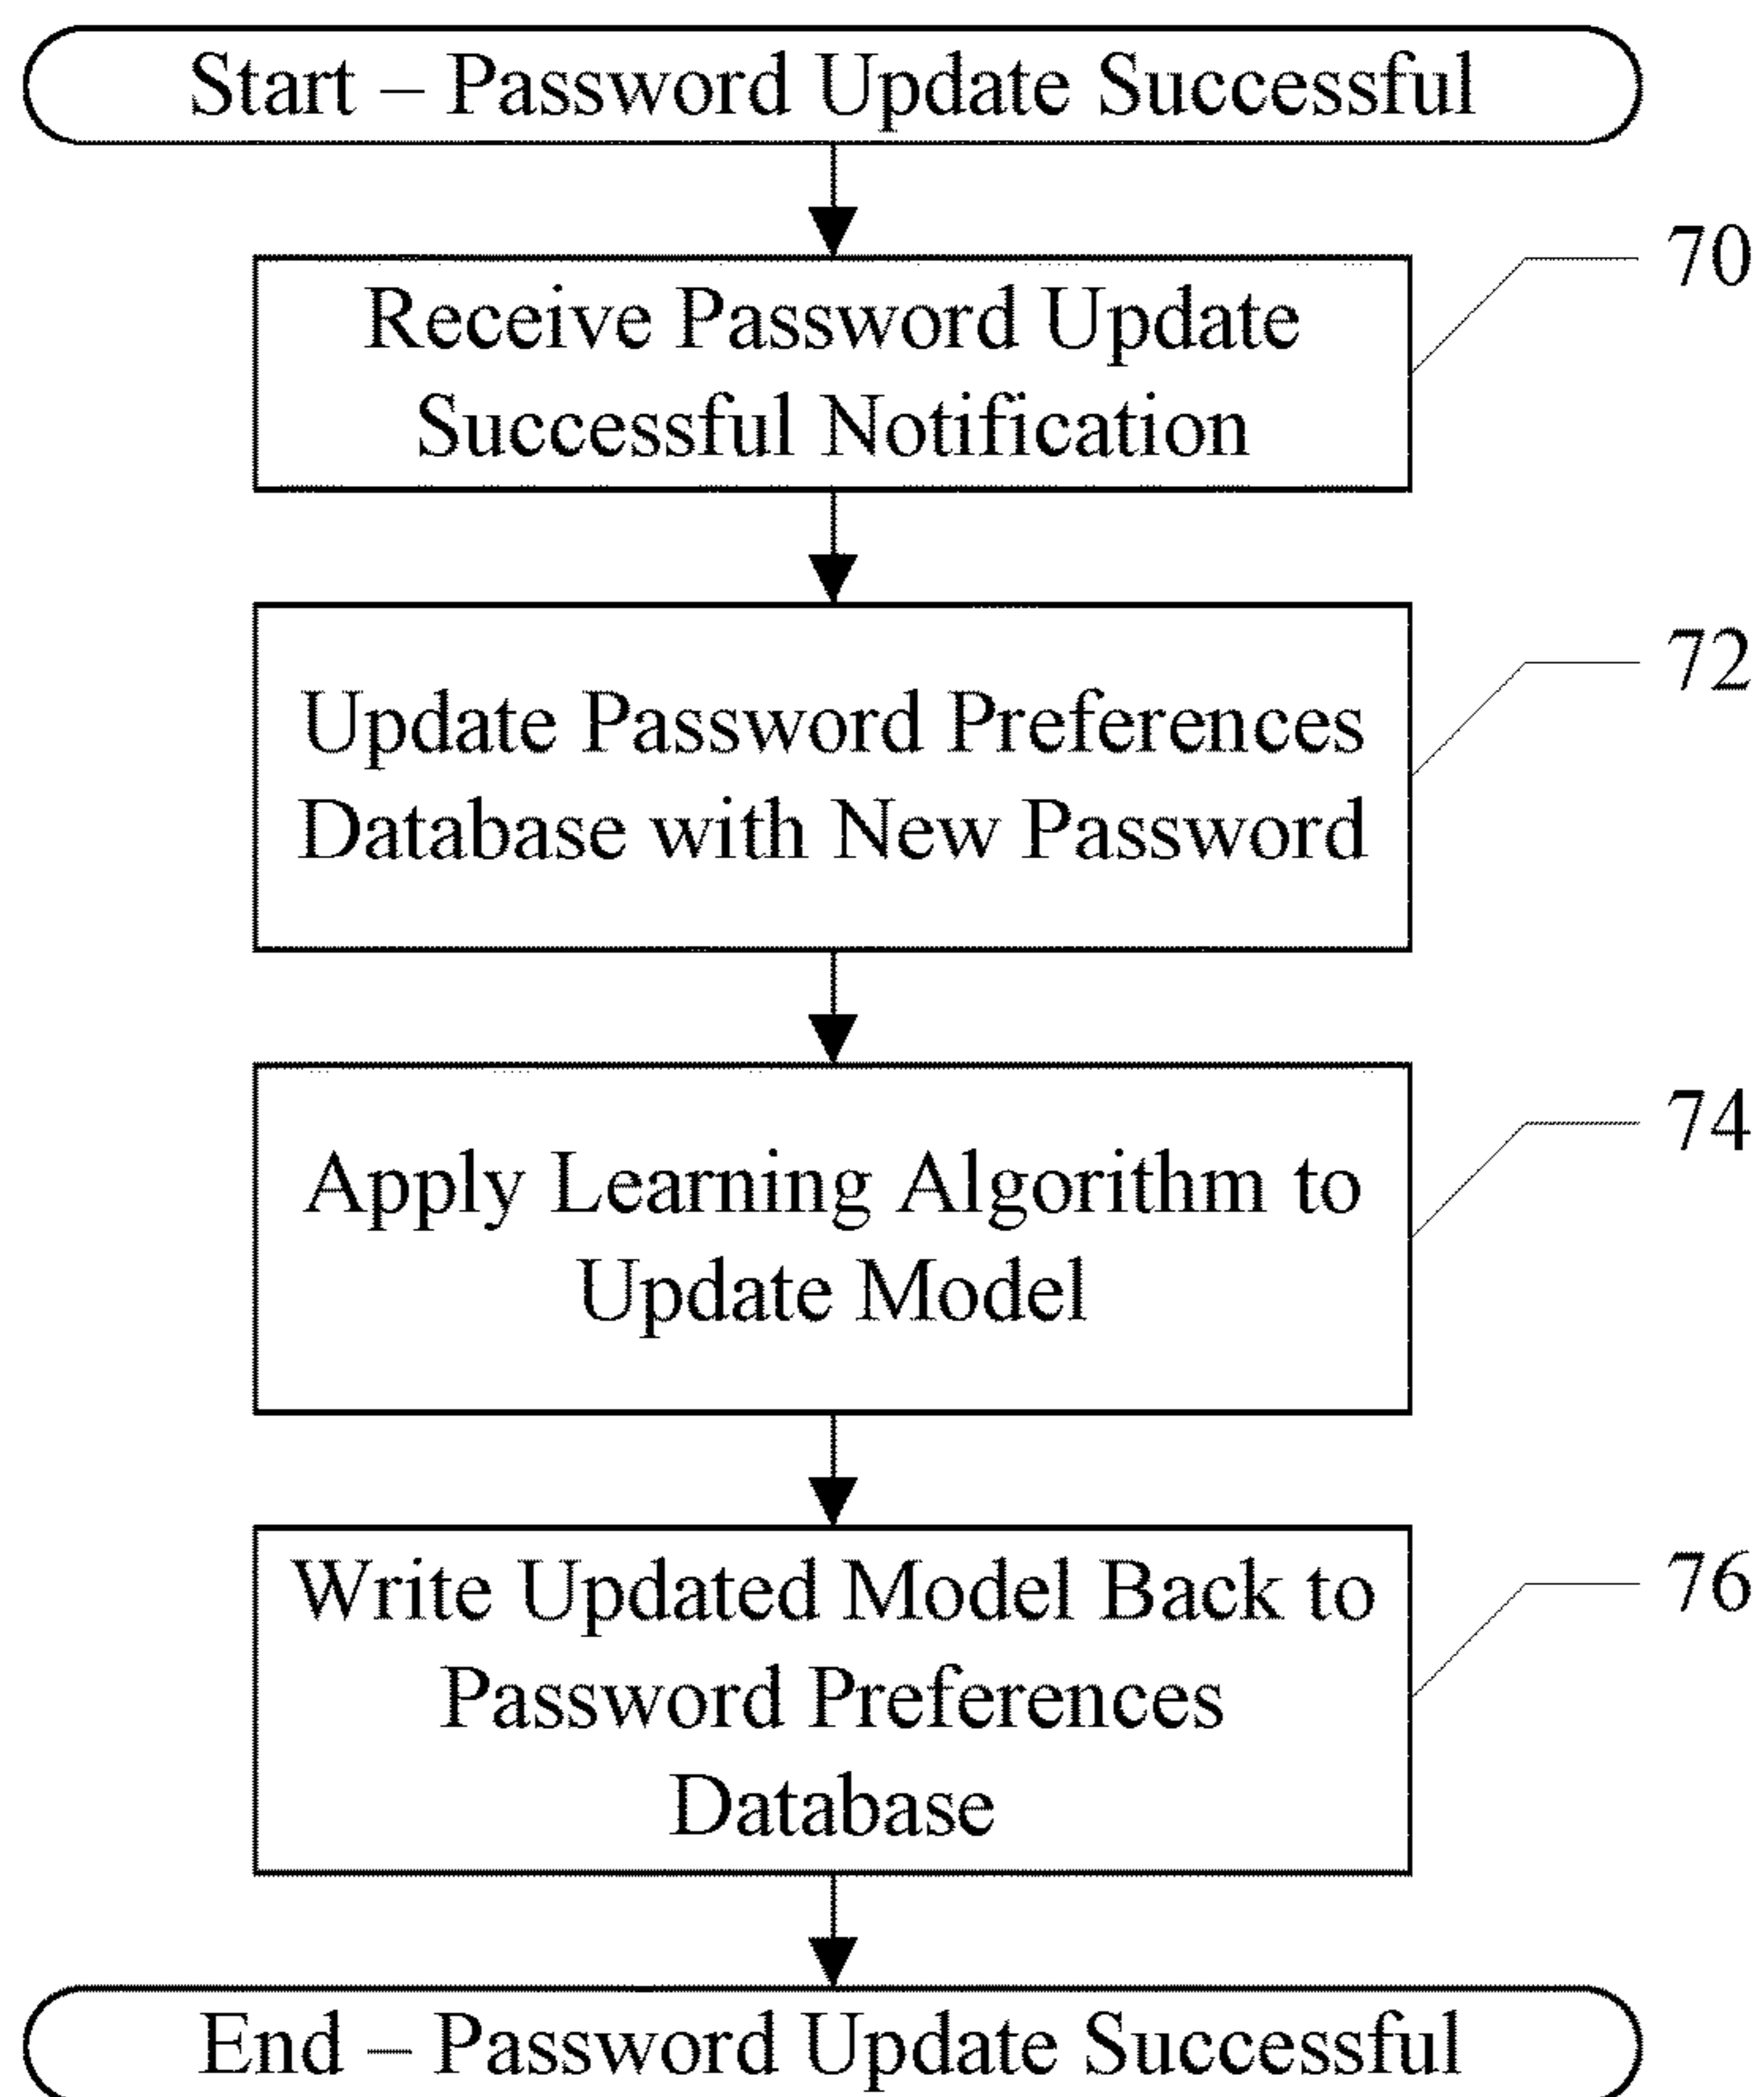 Start – Password Update Successful
70
Receive Password Update
Successful Notification
72
Update Password Preferences
Database with New Password
74
Apply Learning Algorithm to
Update Model
76
Write Updated Model Back to
Password Preferences
Database
End – Password Update Successful